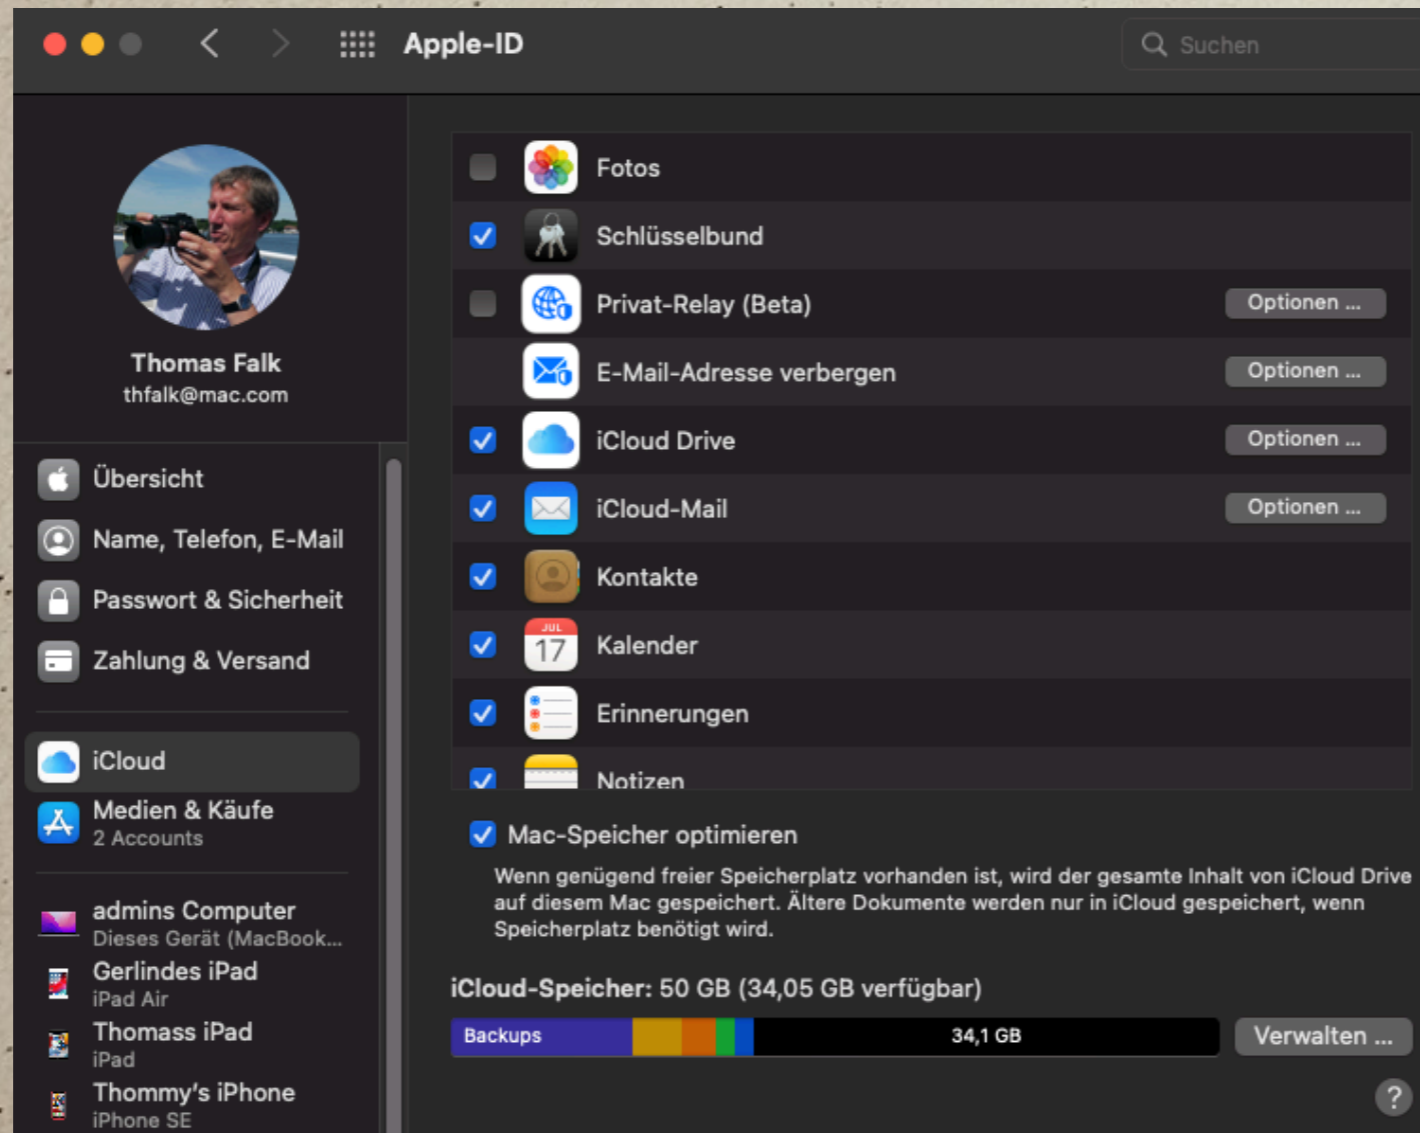 Apple-ID
Suchen
Thomas Falk
thfalk@mac.com
Übersicht
Name, Telefon, E-Mail
Passwort & Sicherheit
Zahlung & Versand
iCloud
Medien & Käufe
2 Accounts
admins Computer
Dieses Gerät (MacBook...
Gerlindes iPad
iPad Air
Thomass iPad
iPad
Thommy's iPhone
iPhone SE
Fotos
Schlüsselbund
Privat-Relay (Beta)
Optionen ...
E-Mail-Adresse verbergen
Optionen ...
iCloud Drive
Optionen ...
iCloud-Mail
Optionen ...
Kontakte
JUL
17
Kalender
Erinnerungen
Notizen
Mac-Speicher optimieren
Wenn genügend freier Speicherplatz vorhanden ist, wird der gesamte Inhalt von iCloud Drive
auf diesem Mac gespeichert. Ältere Dokumente werden nur in iCloud gespeichert, wenn
Speicherplatz benötigt wird.
iCloud-Speicher: 50 GB (34,05 GB verfügbar)
Backups
34,1 GB
Verwalten ...
?